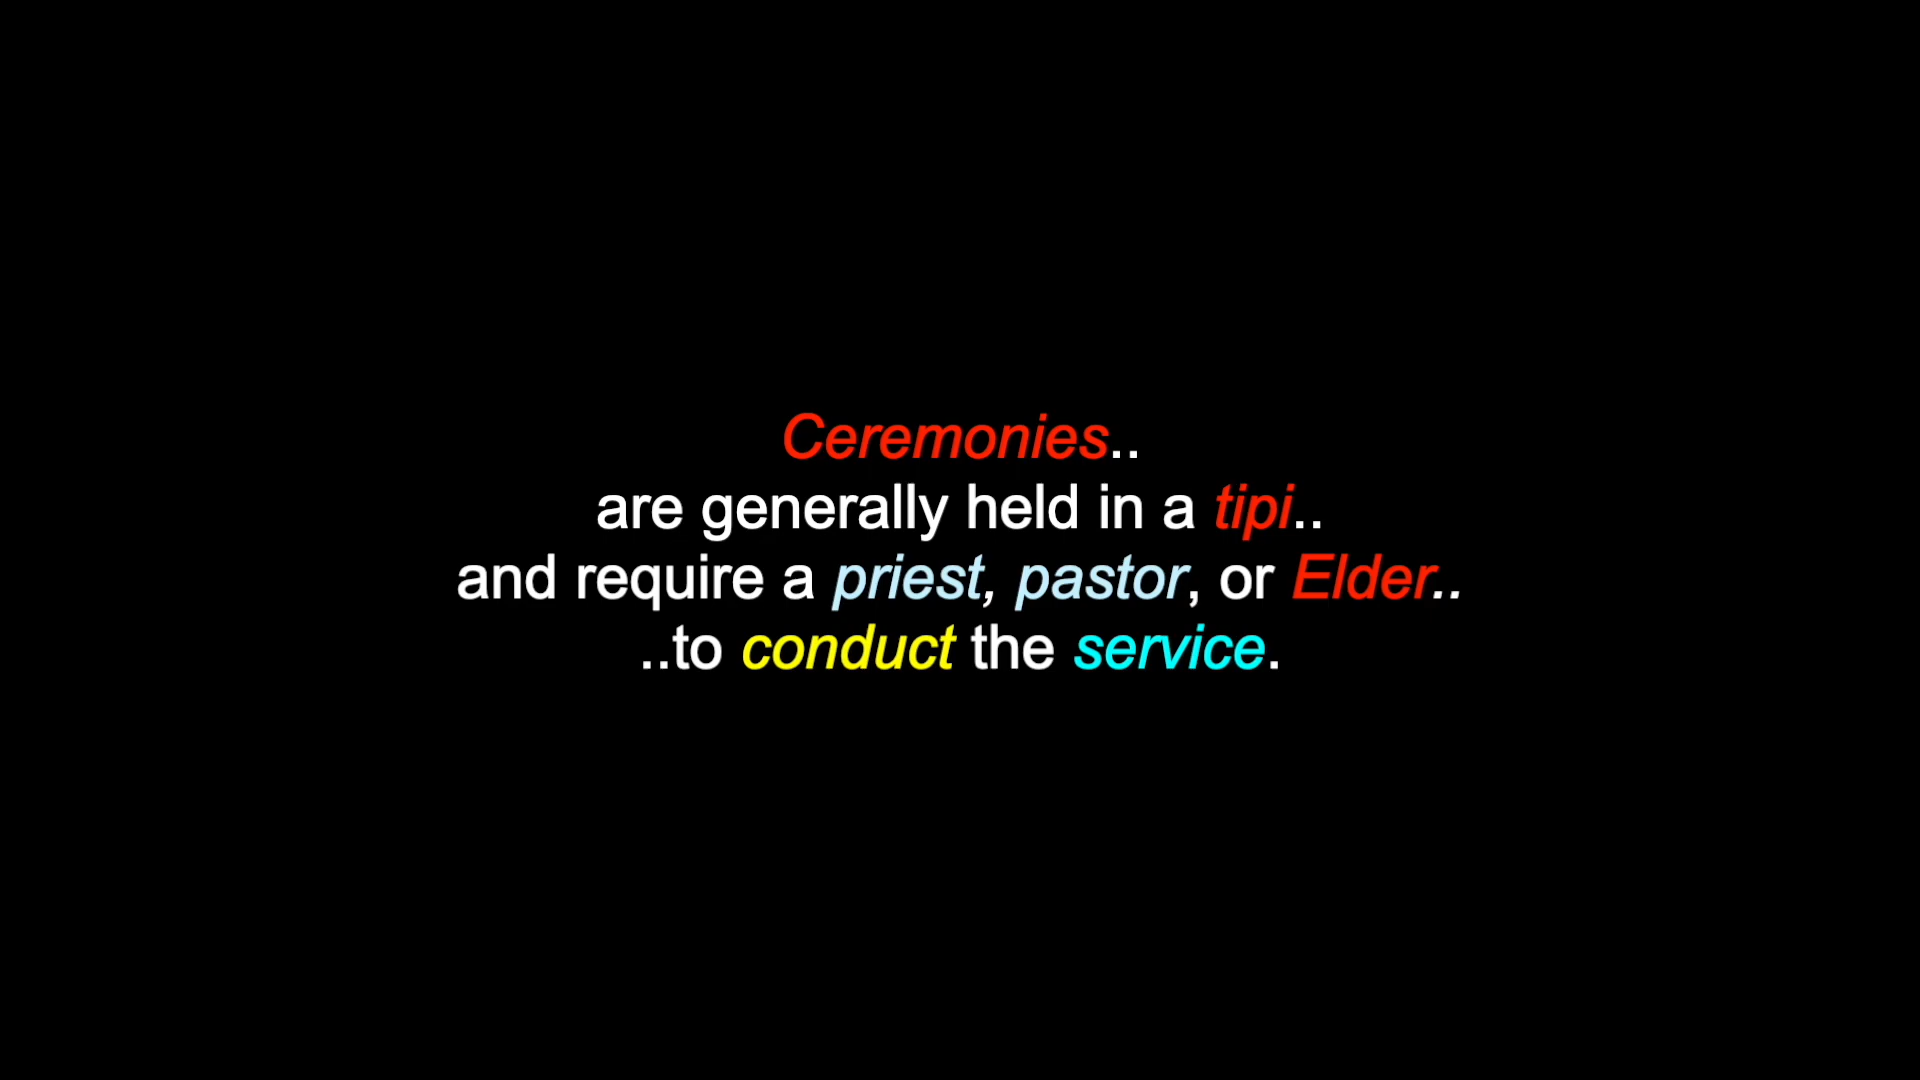 Ceremonies..
are generally held in a tipi..
and require a priest, pastor, or Elder..
..to conduct the service.